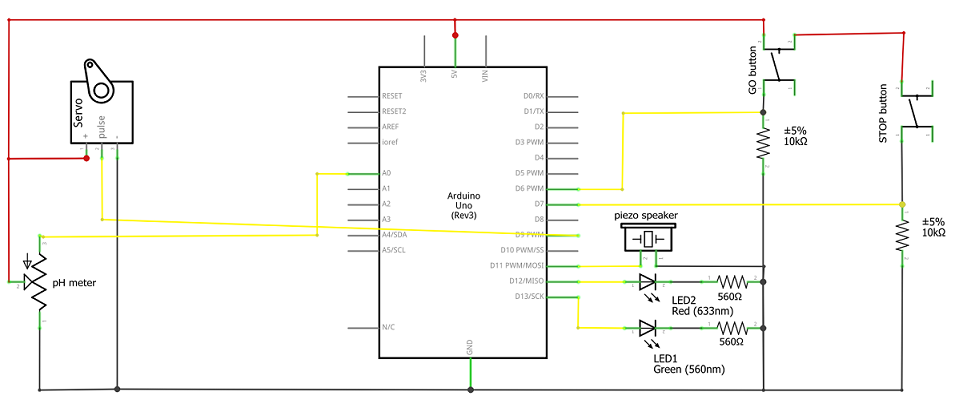 3V3
5V
VIN
Servo
+
pulse
-
1
2
3
RESET
RESET2
AREF
ioref
A0
A1
A2
A3
A4/SDA
A5/SCL
N/C
Arduino
Uno
(Rev3)
D0/RX
D1/TX
D2
D3 PWM
D4
D5 PWM
D6 PWM
D7
D8
D9 PWM
D10 PWM/SS
D11 PWM/MOSI
D12/MISO
D13/SCK
GND
pH meter
GO button
±5%
10kΩ
STOP button
±5%
10kΩ
piezo speaker
LED2
Red (633nm)
560Ω
LED1
Green (560nm)
560Ω